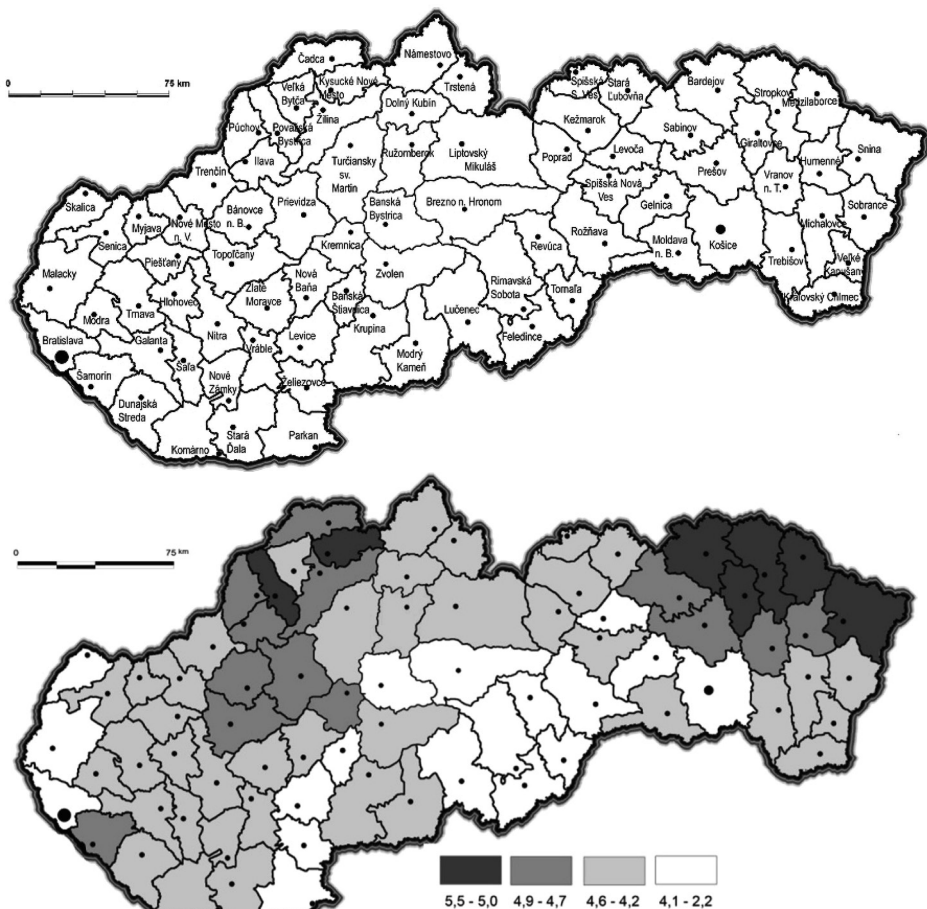 0 75 km
Čadca
Námestovo
Trstená
Kysucké Nové
Mesto
Veľká
Bytča
Žilina
Dolný Kubín
Púchov
Považská
Bystrica
Ilava
Turčiansky
sv.
Martin
Ružomberok
Liptovský
Mikuláš
Spišská
S. Ves
Stará
Ľubovňa
Bardejov
Stropkov
Medzilaborce
Kežmarok
Sabinov
Giraltovce
Levoča
Poprad
Prešov
Humenné
Snina
Vranov
n. T.
Spišská Nová
Ves
Gelnica
Michalovce
Sobrance
Trenčín
Skalica
Myjava
Nové Mesto
n. V.
Bánovce
n. B.
Prievidza
Banská
Bystrica
Brezno n. Hronom
Senica
Kremnica
Revúca
Rožňava
Moldava
n. B.
Košice
Trebišov
Veľké
Kapušany
Kráľovský Chlmec
Piešťany
Topoľčany
Malacky
Nová
Baňa
Zvolen
Rimavská
Sobota
Tornaľa
Hlohovec
Zlaté
Moravce
Banská
Štiavnica
Modra
Trnava
Krupina
Lučenec
Feledince
Bratislava
Galanta
Nitra
Vráble
Levice
Modrý
Kameň
Šamorín
Šaľa
Nové
Zámky
Želiezovce
Dunajská
Streda
Komárno
Stará
Ďala
Parkan
0 75 km
5,5 - 5,0 4,9 - 4,7 4,6 - 4,2 4,1 - 2,2